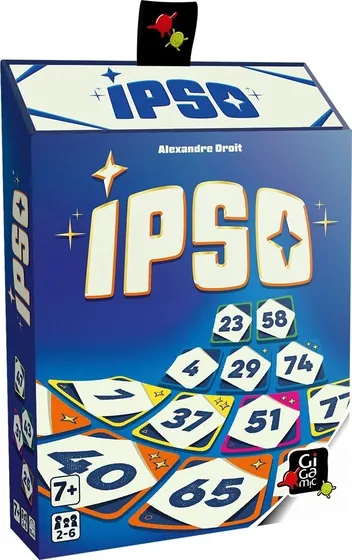 IPSO
Alexandre Droit
IPSO
23 58
4 29 74
1 37 51 77
40 65
7+
2-6
GiGamic
IPSO